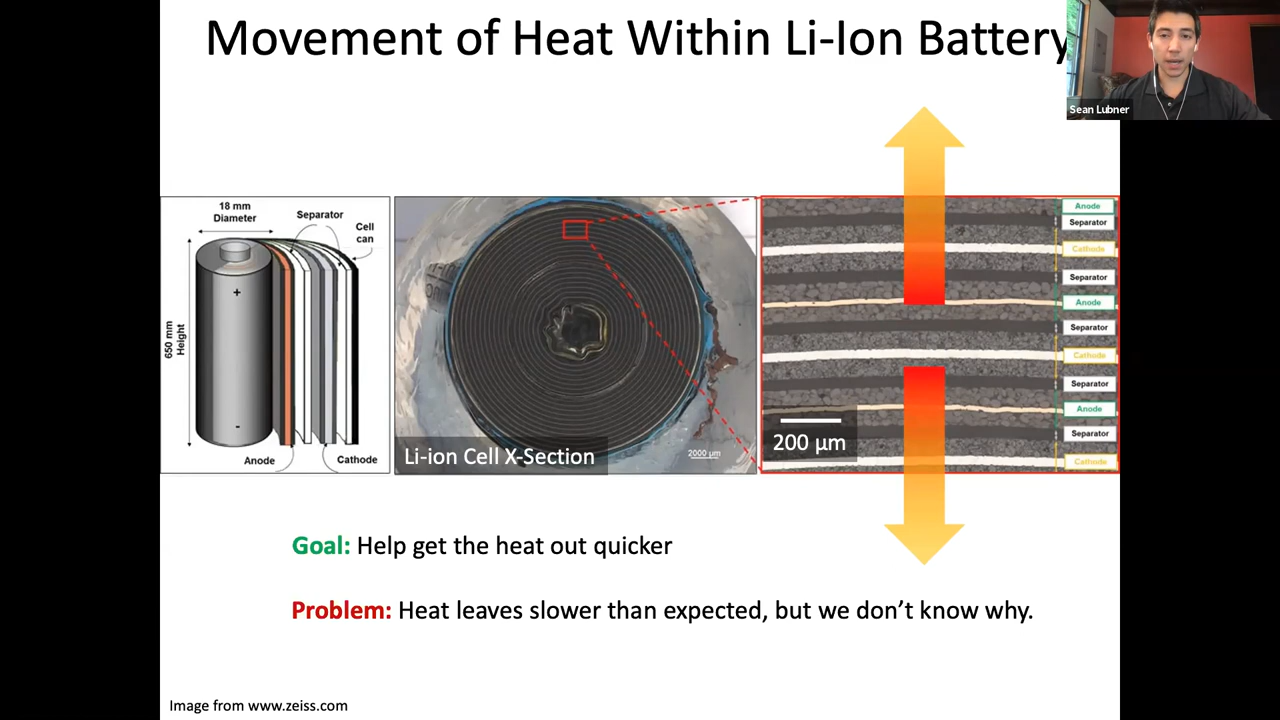 Movement of Heat Within Li-Ion Battery
Sean Lubner
18 mm
Diameter
Separator
Cell
can
650 mm
Height
+
-
Anode
Cathode
Li-ion Cell X-Section
2000 µm
200 µm
Anode
Separator
Cathode
Separator
Anode
Separator
Cathode
Separator
Anode
Separator
Cathode
Goal: Help get the heat out quicker
Problem: Heat leaves slower than expected, but we don’t know why.
Image from www.zeiss.com